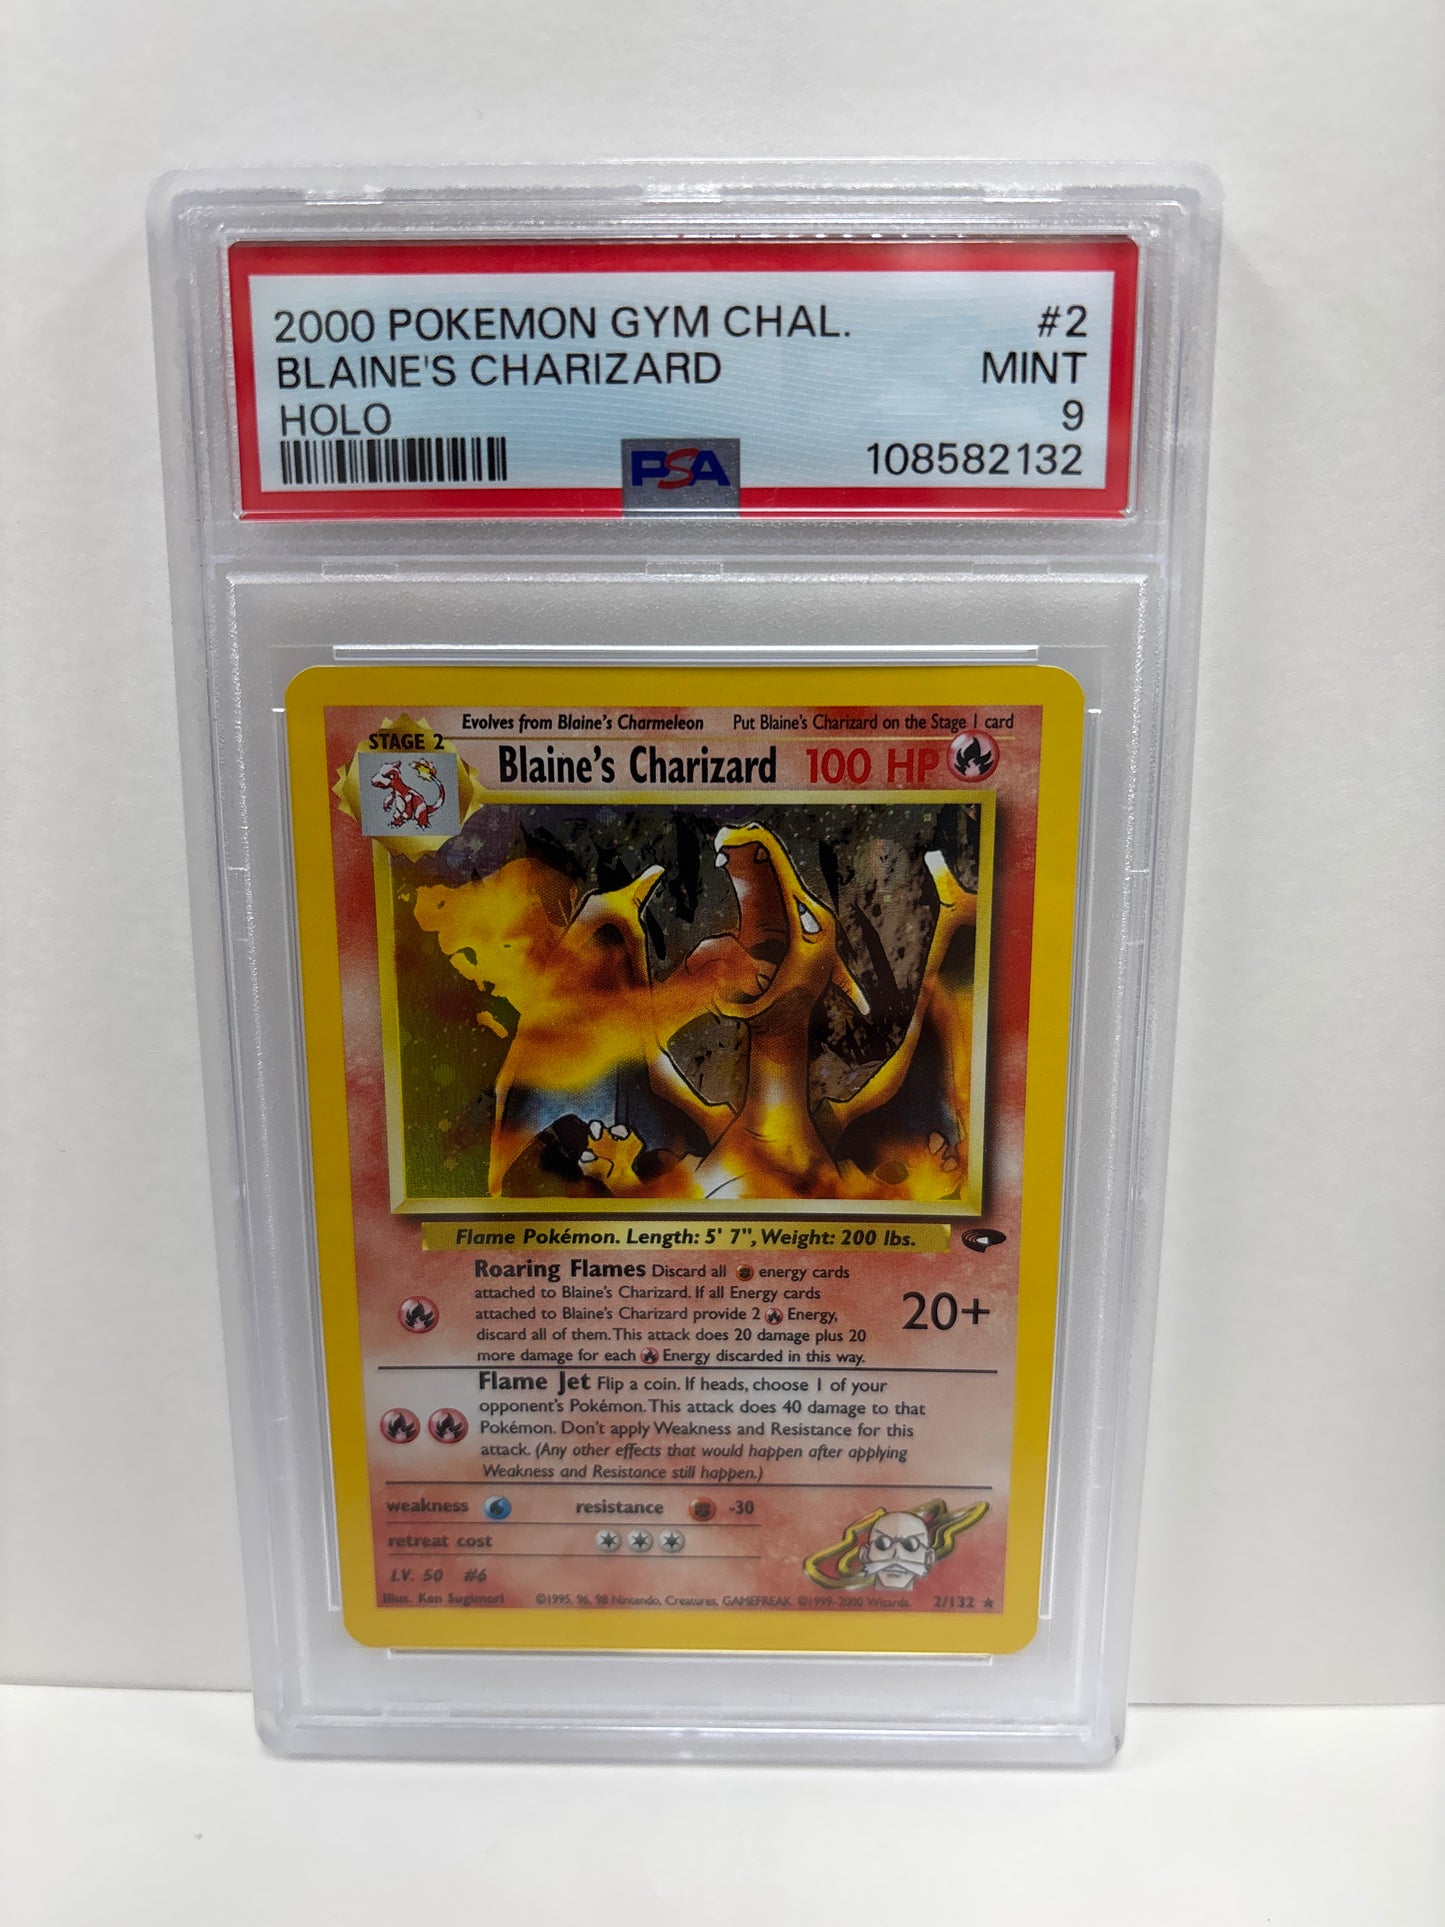 2000 POKEMON GYM CHAL. #2
BLAINE'S CHARIZARD MINT
HOLO 9
PSA 108582132
Evolves from Blaine's Charmeleon Put Blaine's Charizard on the Stage 1 card
STAGE 2
Blaine's Charizard 100 HP
Flame Pokémon. Length: 5' 7", Weight: 200 lbs.
Roaring Flames Discard all energy cards
attached to Blaine's Charizard. If all Energy cards
attached to Blaine's Charizard provide 2 Energy,
discard all of them. This attack does 20 damage plus 20
more damage for each Energy discarded in this way.
20+
Flame Jet Flip a coin. If heads, choose 1 of your
opponent's Pokémon. This attack does 40 damage to that
Pokémon. Don't apply Weakness and Resistance for this
attack. (Any other effects that would happen after applying
Weakness and Resistance still happen.)
weakness resistance -30
retreat cost
LV. 50 #6
Illus. Ken Sugimori ©1995, 96, 98 Nintendo, Creatures, GAMEFREAK. ©1999-2000 Wizards. 2/132 ★